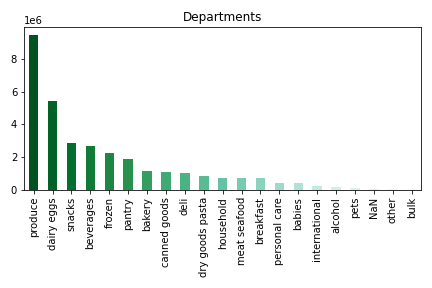 Departments
1e6
8
6
4
2
0
produce
dairy eggs
snacks
beverages
frozen
pantry
bakery
canned goods
deli
dry goods pasta
household
meat seafood
breakfast
personal care
babies
international
alcohol
pets
NaN
other
bulk